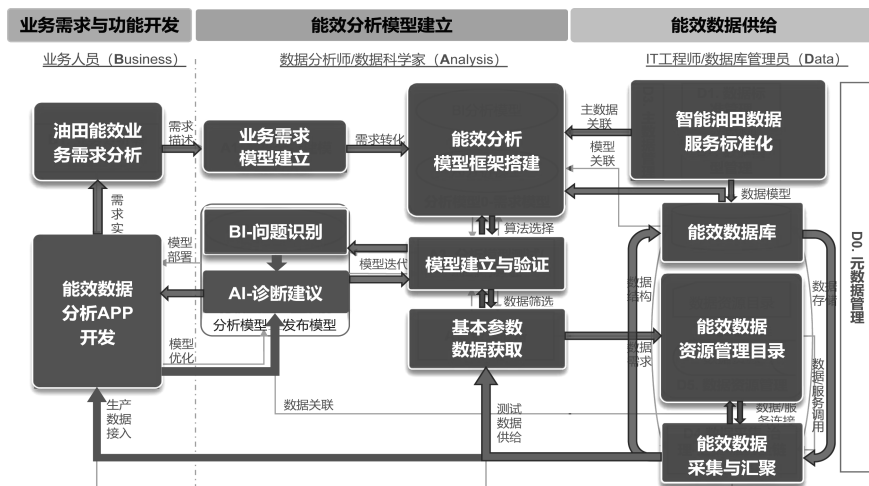 业务需求与功能开发
能效分析模型建立
能效数据供给
业务人员（Business）
数据分析师/数据科学家（Analysis）
IT工程师/数据库管理员（Data）
油田能效业
务需求分析
需求
描述
业务需求
模型建立
需求转化
能效分析
模型框架搭建
主数据
关联
智能油田数据
服务标准化
模型
关联
数据模型
需
求
实
BI-问题识别
算法选择
能效数据库
模型
部署
模型迭代
模型建立与验证
能效数据
分析APP
开发
AI-诊断建议
数据筛选
数据
结构
数据
存储
能效数据
资源管理目录
D0. 元数据管理
分析模型
发布模型
基本参数
数据获取
模型
优化
数据
需求
数据/服务调用
生产
数据
接入
数据关联
测试
数据
供给
数据/服
务连接
能效数据
采集与汇聚